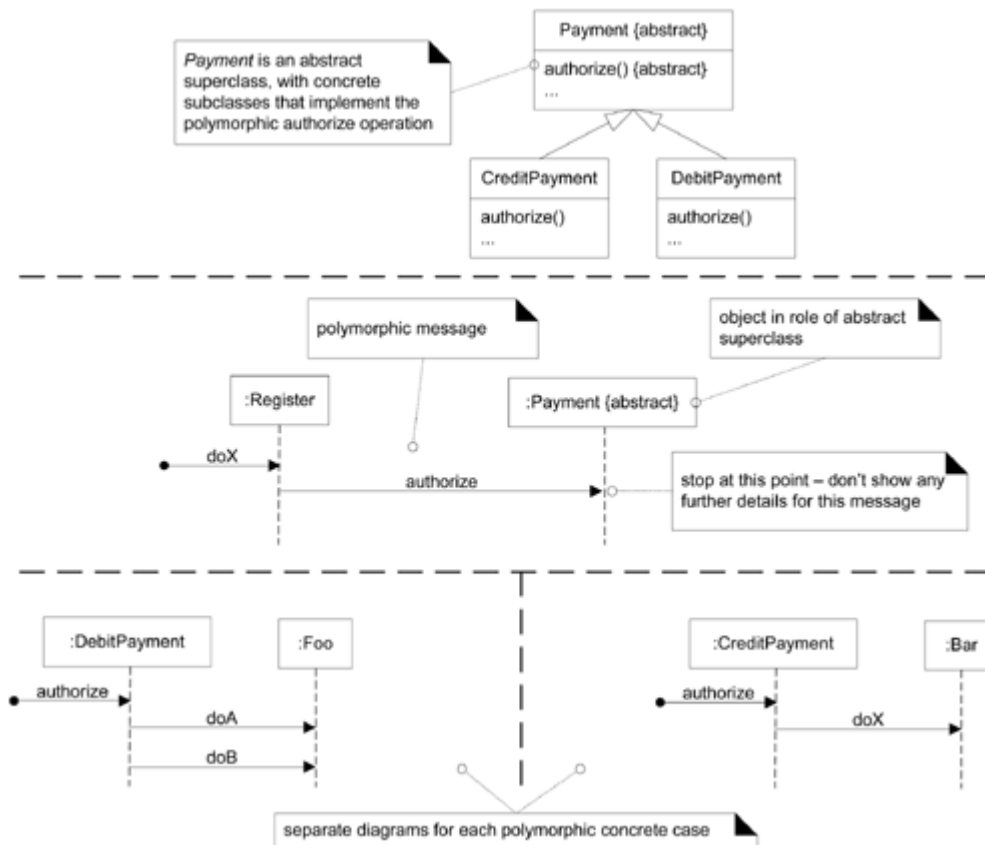 Payment {abstract}
authorize() {abstract}
...
Payment is an abstract
superclass, with concrete
subclasses that implement the
polymorphic authorize operation
CreditPayment
authorize()
...
DebitPayment
authorize()
...
polymorphic message
object in role of abstract
superclass
:Register
:Payment {abstract}
doX
authorize
stop at this point – don't show any
further details for this message
:DebitPayment
:Foo
authorize
doA
doB
:CreditPayment
:Bar
authorize
doX
separate diagrams for each polymorphic concrete case